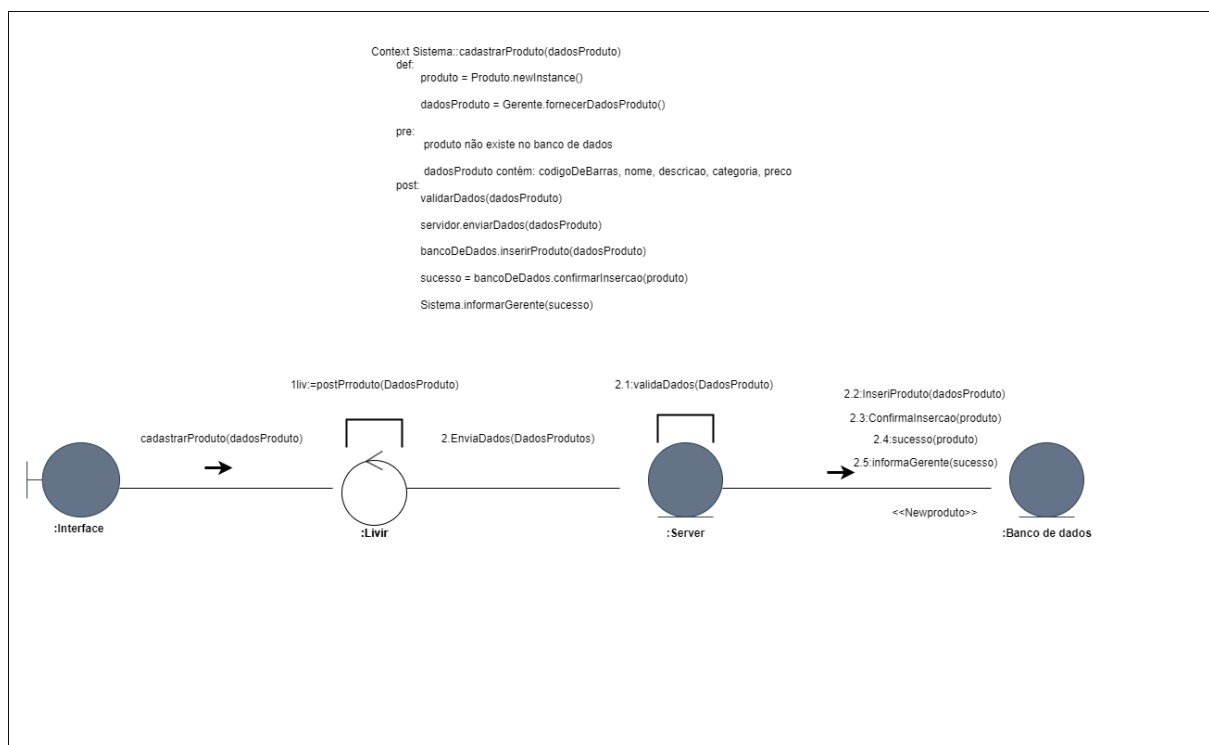 Context Sistema::cadastrarProduto(dadosProduto)
def:
produto = Produto.newInstance()
dadosProduto = Gerente.fornecerDadosProduto()
pre:
produto não existe no banco de dados
dadosProduto contém: codigoDeBarras, nome, descricao, categoria, preco
post:
validarDados(dadosProduto)
servidor.enviarDados(dadosProduto)
bancoDeDados.inserirProduto(dadosProduto)
sucesso = bancoDeDados.confirmarInsercao(produto)
Sistema.informarGerente(sucesso)
1liv:=postPrroduto(DadosProduto)
2.1:validaDados(DadosProduto)
2.2:InseriProduto(dadosProduto)
2.3:ConfirmaInsercao(produto)
cadastrarProduto(dadosProduto)
2.EnviaDados(DadosProdutos)
2.4:sucesso(produto)
2.5:informaGerente(sucesso)
<<Newproduto>>
:Interface
:Livir
:Server
:Banco de dados